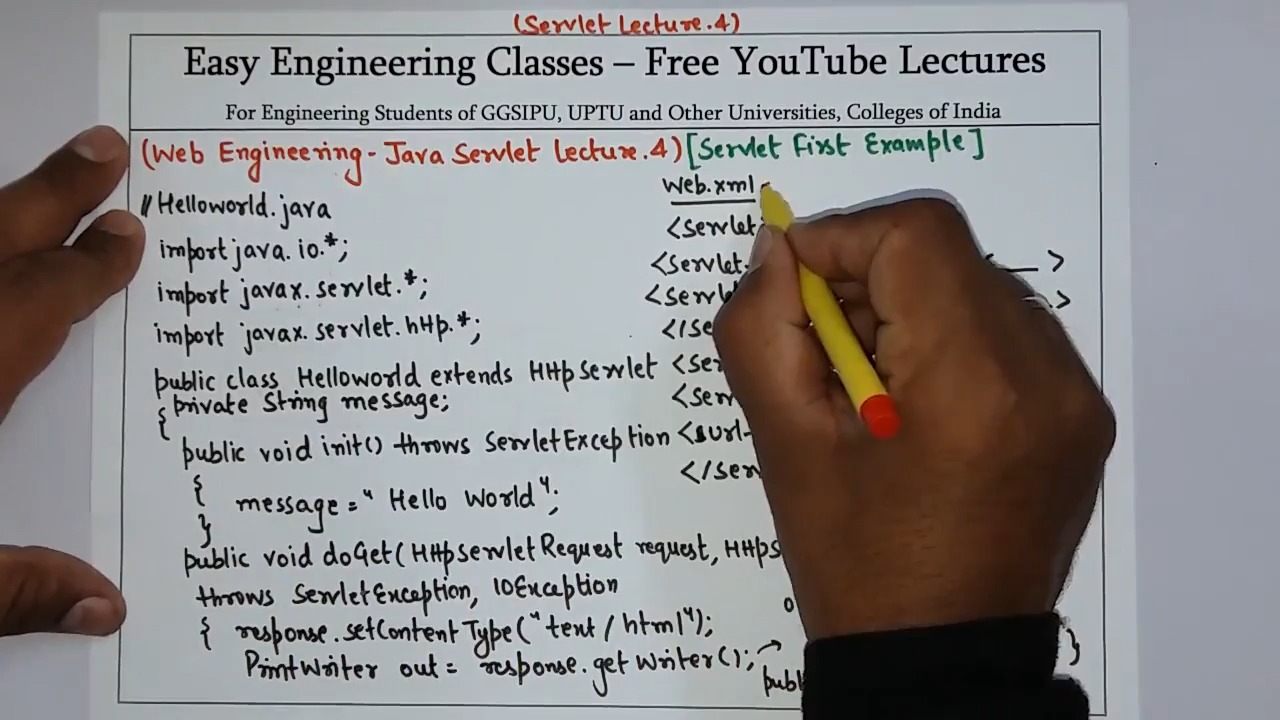 (Servlet Lecture.4)
Easy Engineering Classes – Free YouTube Lectures
For Engineering Students of GGSIPU, UPTU and Other Universities, Colleges of India
(Web Engineering - Java Servlet Lecture.4) [Servlet First Example]
// Helloworld.java
import java.io.*;
import javax.servlet.*;
import javax.servlet.http.*;
public class Helloworld extends HttpServlet
{ private String message;
public void init() throws ServletException
{ message = "Hello World";
}
public void doGet(HttpServletRequest request,
throws ServletException, IOException
{ response.setContentType("text/html");
PrintWriter out = response.getWriter();
}
Web.xml
<servlet
<servlet
>
>
</
<
<
<
</